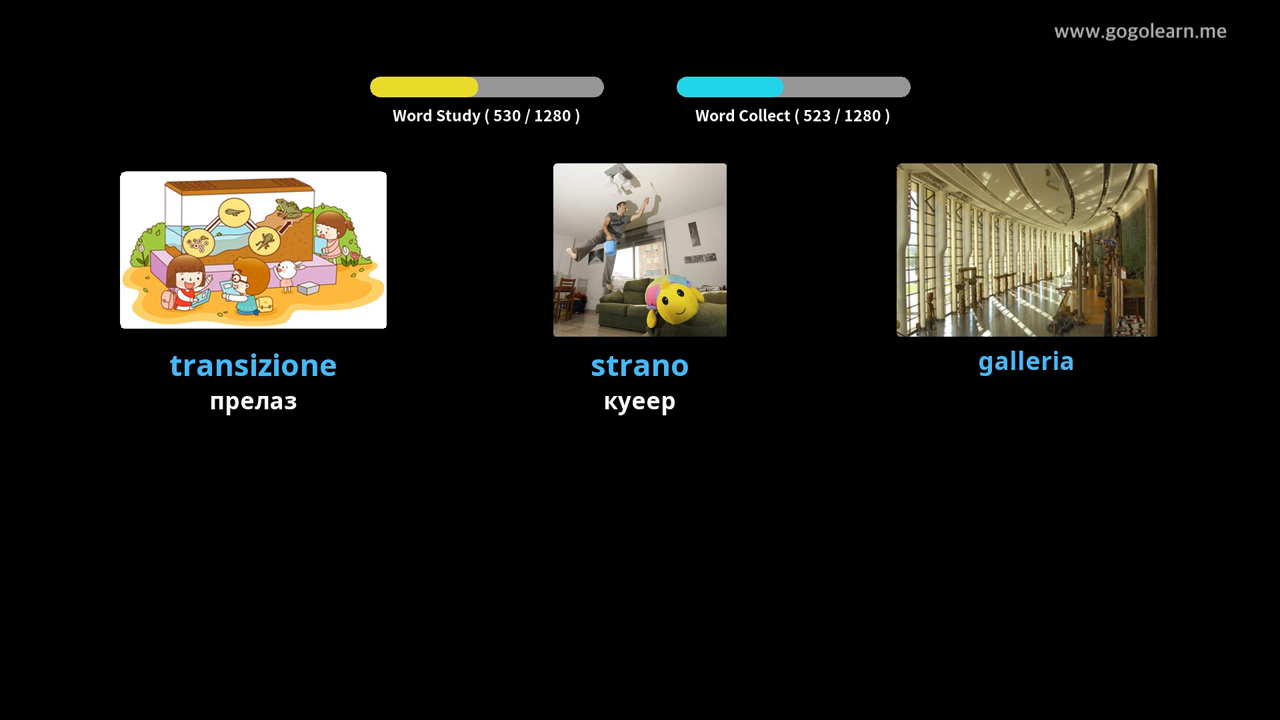 www.gogolearn.me
Word Study ( 530 / 1280 )
Word Collect ( 523 / 1280 )
transizione
прелаз
strano
куеер
galleria